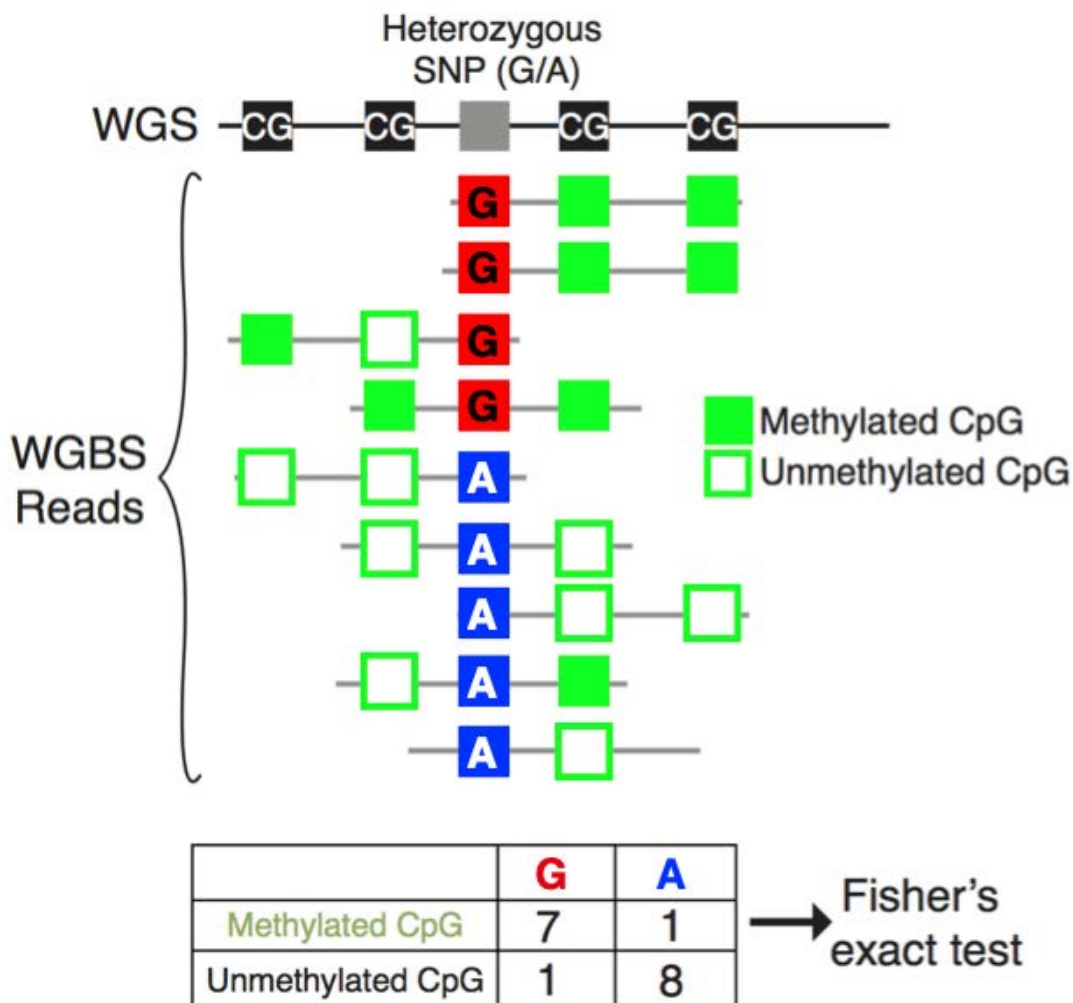 Heterozygous
SNP (G/A)
WGS CG CG CG CG
G
G
G
G
A
A
A
A
A
WGBS
Reads
Methylated CpG
Unmethylated CpG
G A
Methylated CpG 7 1
Unmethylated CpG 1 8
Fisher's
exact test